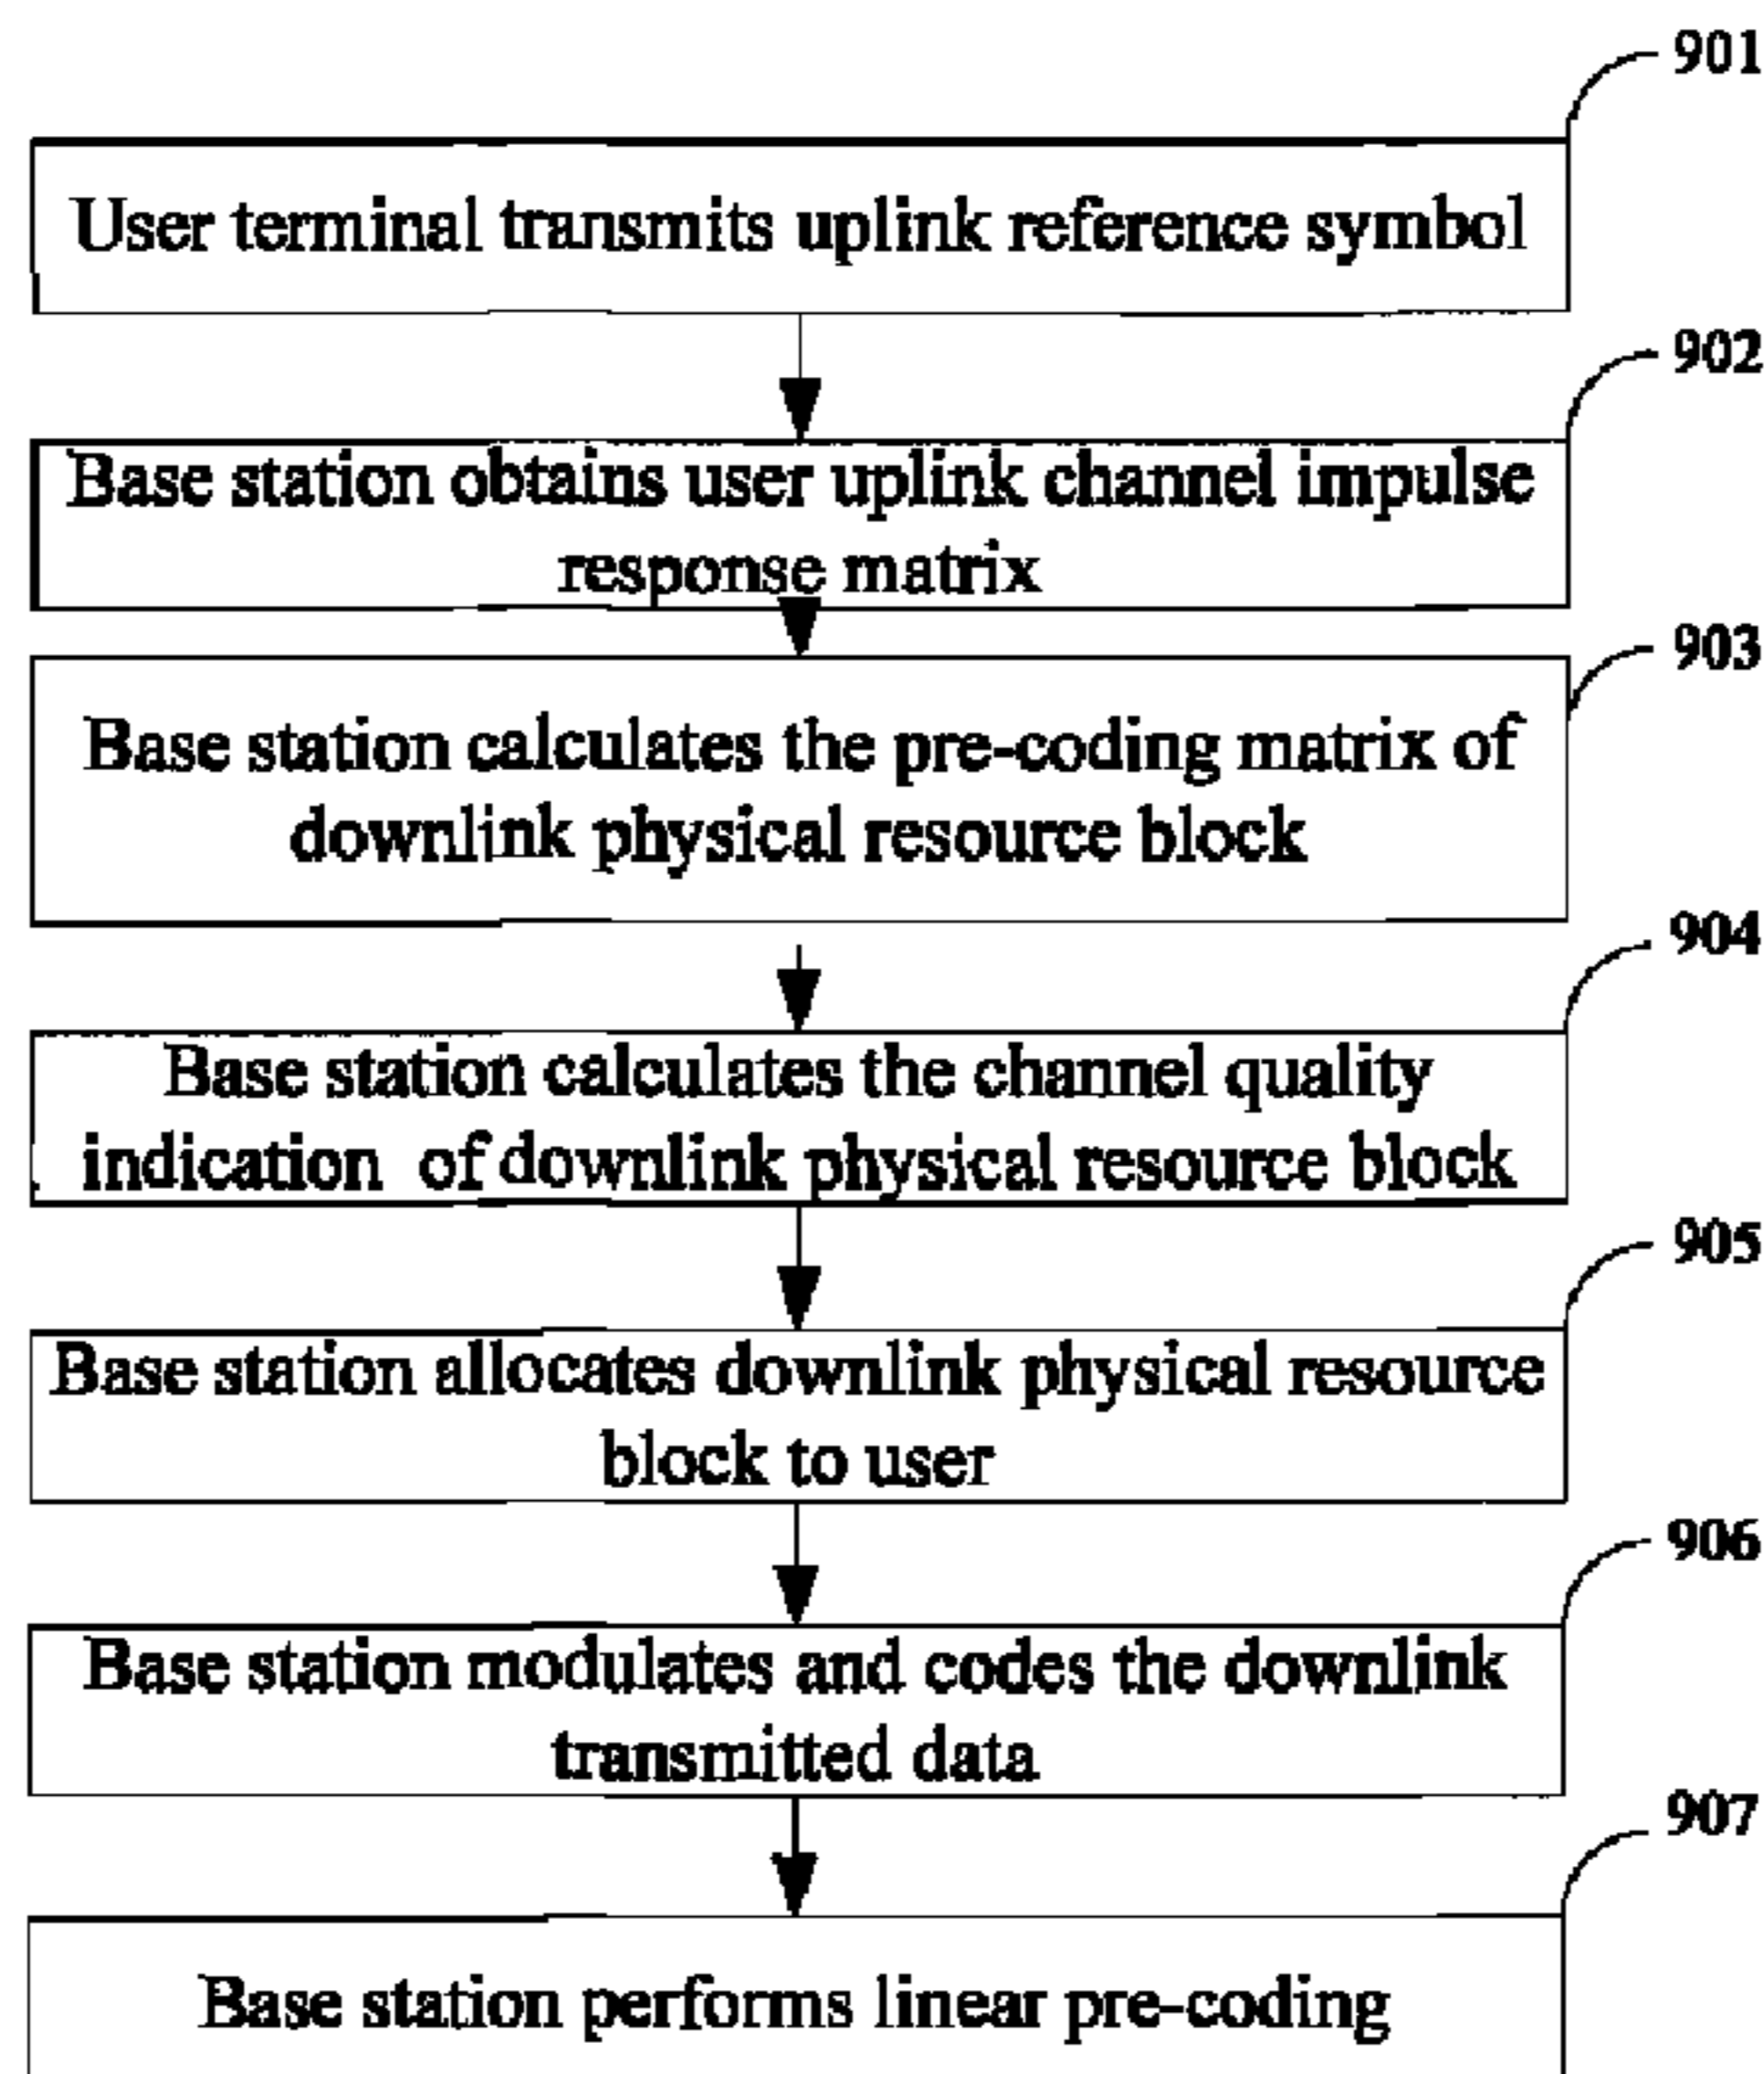 901
User terminal transmits uplink reference symbol
902
Base station obtains user uplink channel impulse
response matrix
903
Base station calculates the pre-coding matrix of
downlink physical resource block
904
Base station calculates the channel quality
indication of downlink physical resource block
905
Base station allocates downlink physical resource
block to user
906
Base station modulates and codes the downlink
transmitted data
907
Base station performs linear pre-coding